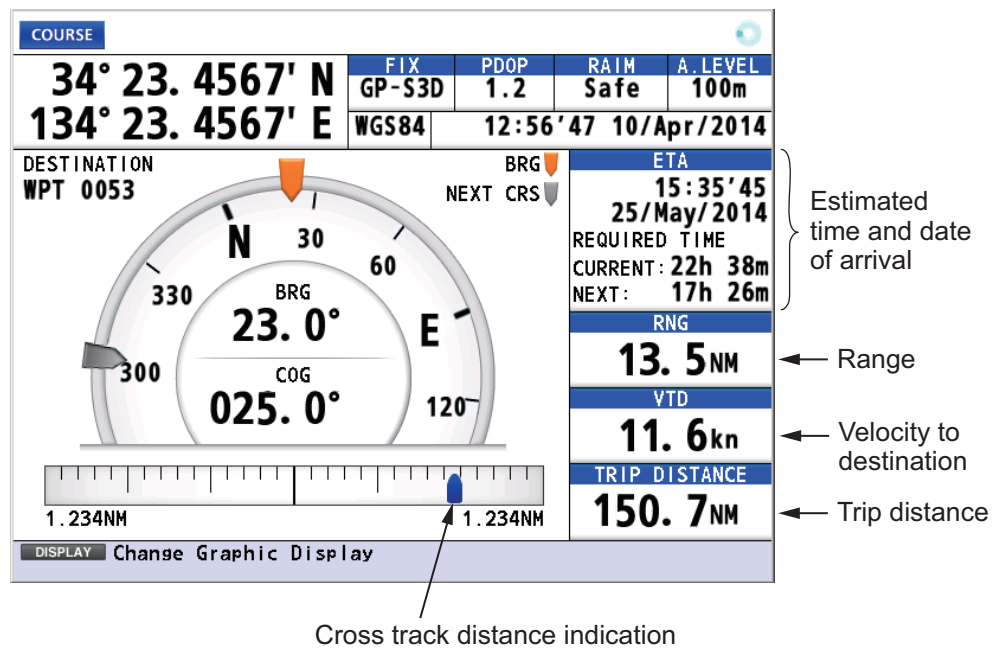 COURSE
34° 23. 4567' N
134° 23. 4567' E
FIX PDOP RAIM A.LEVEL
GP-S3D 1.2 Safe 100m
WGS84 12:56'47 10/Apr/2014
DESTINATION
WPT 0053
BRG
NEXT CRS
N 30 60 E 120
330
300
BRG
23. 0°
COG
025. 0°
1.234NM 1.234NM
ETA
15:35'45
25/May/2014
REQUIRED TIME
CURRENT: 22h 38m
NEXT: 17h 26m
RNG
13. 5NM
VTD
11. 6kn
TRIP DISTANCE
150. 7NM
DISPLAY Change Graphic Display
Estimated
time and date
of arrival
Range
Velocity to
destination
Trip distance
Cross track distance indication